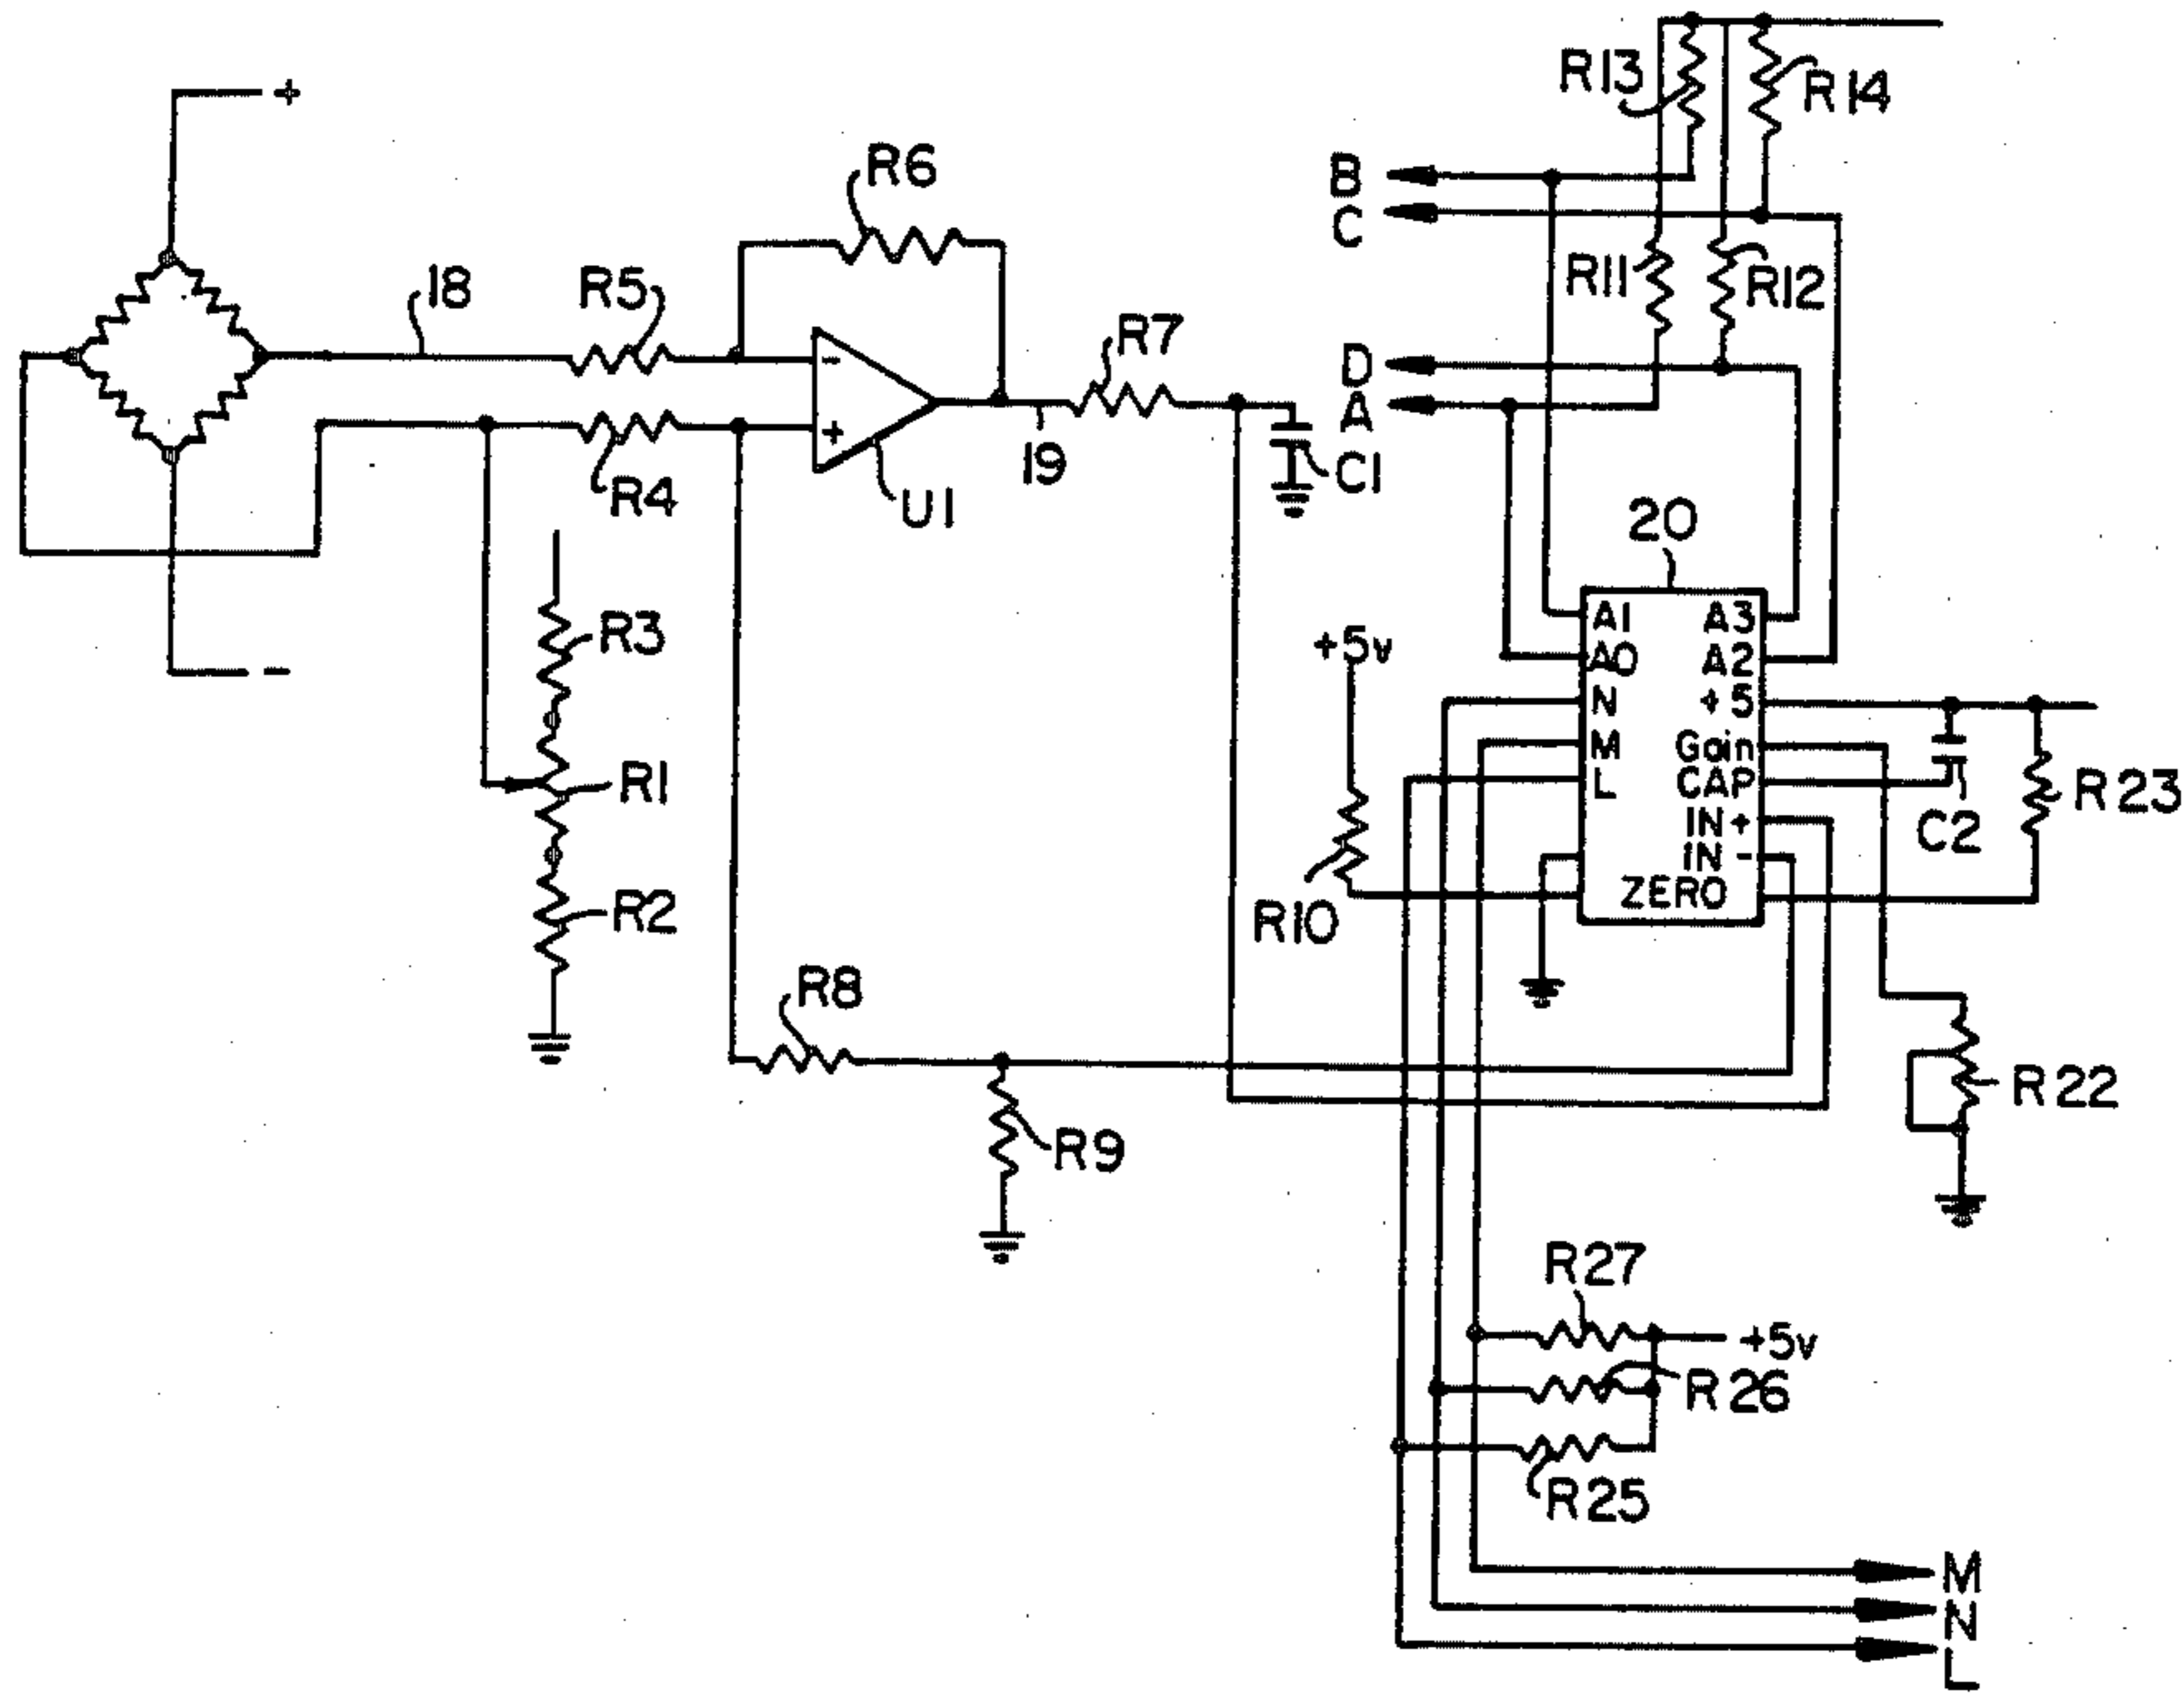 +
R13
R14
R6
B
C
18
R5
R11
R12
R7
D
A
-
+
19
C1
R4
U1
20
R3
+5v
A1 A3
A0 A2
N +5
M Gain
L CAP
IN +
IN -
ZERO
-
R1
R23
C2
R2
R10
R8
R22
R9
R27
+5v
R26
R25
M
N
L